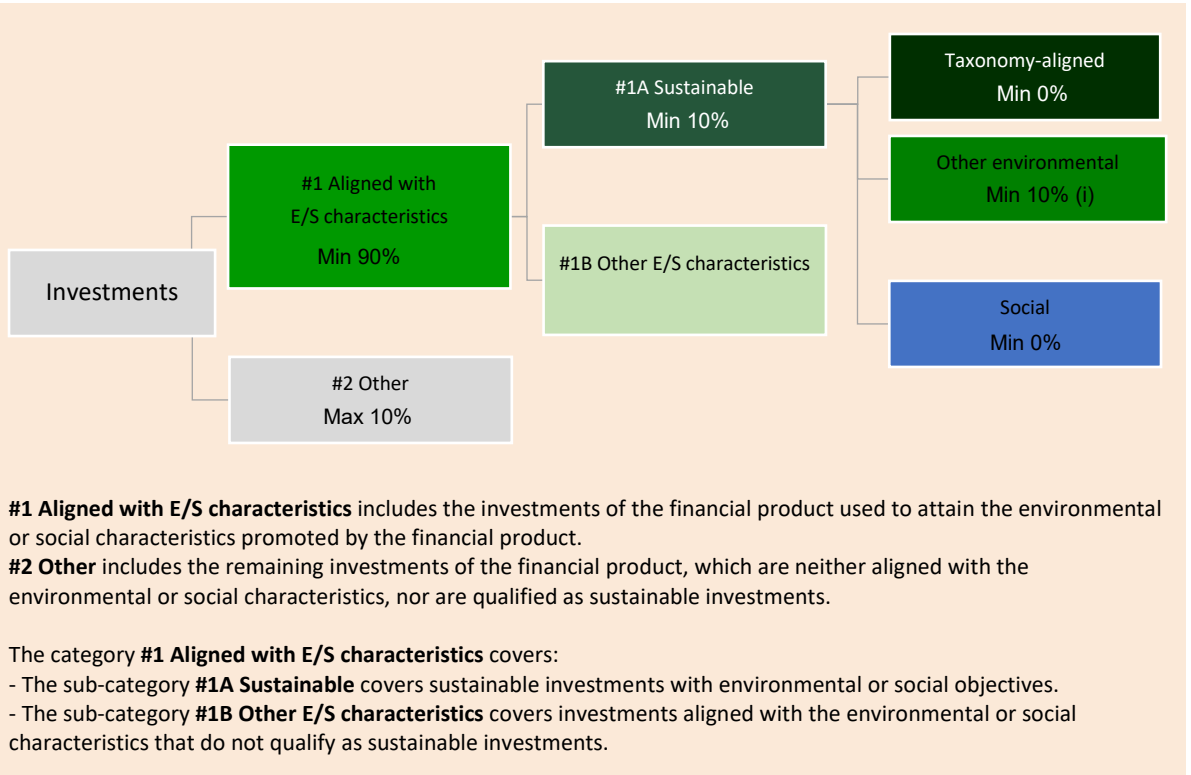 Investments
#1 Aligned with
E/S characteristics
Min 90%
#2 Other
Max 10%
#1A Sustainable
Min 10%
#1B Other E/S characteristics
Taxonomy-aligned
Min 0%
Other environmental
Min 10% (i)
Social
Min 0%
#1 Aligned with E/S characteristics includes the investments of the financial product used to attain the environmental
or social characteristics promoted by the financial product.
#2 Other includes the remaining investments of the financial product, which are neither aligned with the
environmental or social characteristics, nor are qualified as sustainable investments.
The category #1 Aligned with E/S characteristics covers:
- The sub-category #1A Sustainable covers sustainable investments with environmental or social objectives.
- The sub-category #1B Other E/S characteristics covers investments aligned with the environmental or social
characteristics that do not qualify as sustainable investments.